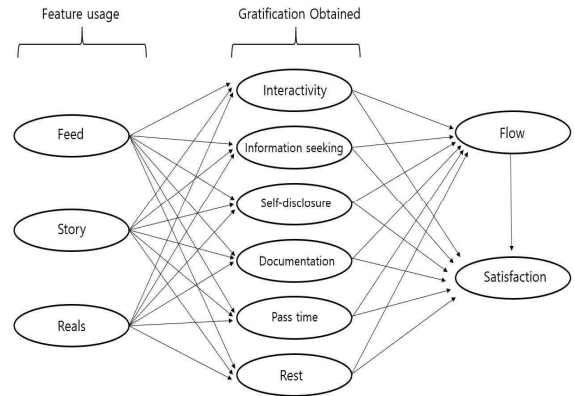 Feature usage
Gratification Obtained
Interactivity
Feed
Flow
Information seeking
Self-disclosure
Story
Documentation
Satisfaction
Reals
Pass time
Rest